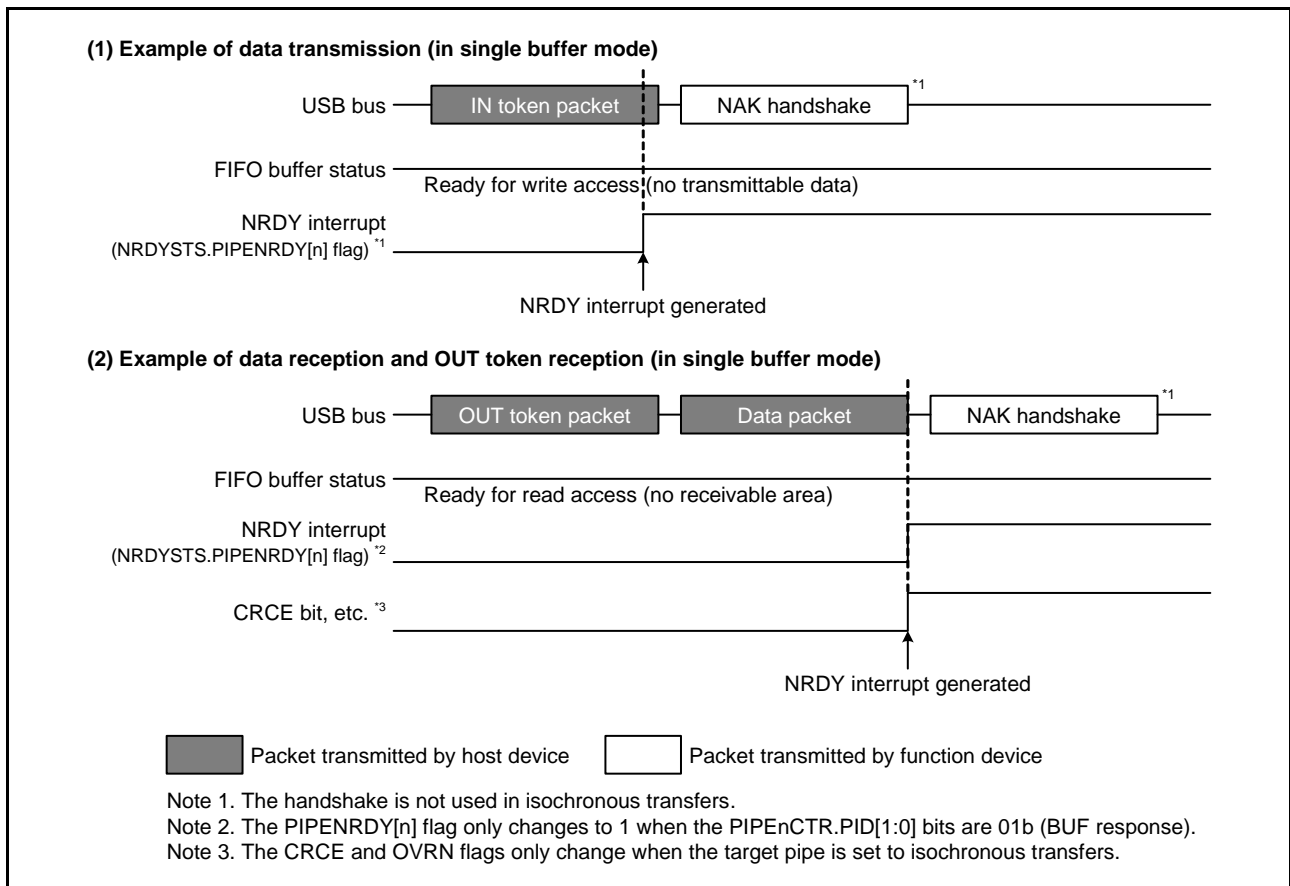 (1) Example of data transmission (in single buffer mode)
USB bus
IN token packet
NAK handshake
*1
FIFO buffer status
Ready for write access (no transmittable data)
NRDY interrupt
(NRDYSTS.PIPENRDY[n] flag) *1
NRDY interrupt generated
(2) Example of data reception and OUT token reception (in single buffer mode)
USB bus
OUT token packet
Data packet
NAK handshake
*1
FIFO buffer status
Ready for read access (no receivable area)
NRDY interrupt
(NRDYSTS.PIPENRDY[n] flag) *2
CRCE bit, etc. *3
NRDY interrupt generated
Packet transmitted by host device
Packet transmitted by function device
Note 1. The handshake is not used in isochronous transfers.
Note 2. The PIPENRDY[n] flag only changes to 1 when the PIPEnCTR.PID[1:0] bits are 01b (BUF response).
Note 3. The CRCE and OVRN flags only change when the target pipe is set to isochronous transfers.